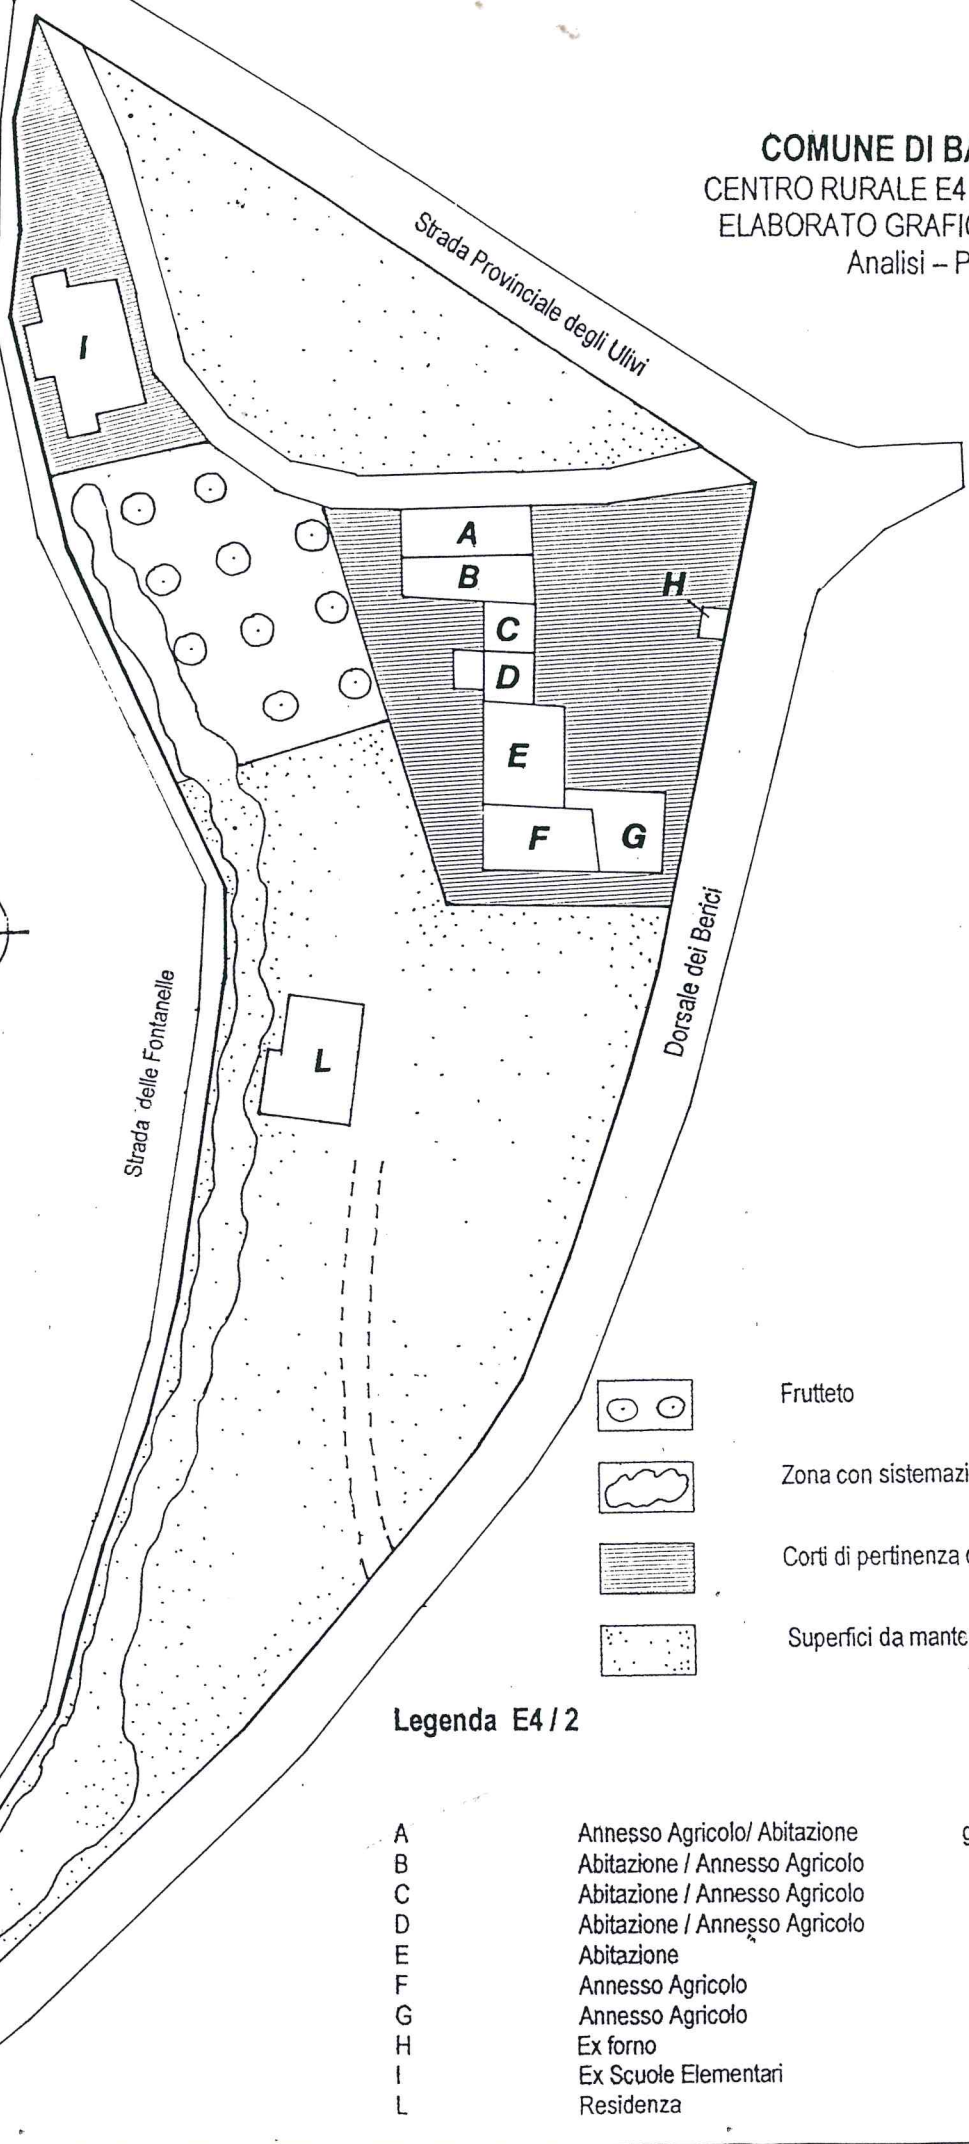 COMUNE DI BA
CENTRO RURALE E4
ELABORATO GRAFIC
Analisi – P
Strada Provinciale degli Ulivi
I
A
B
H
C
D
E
F
G
Dorsale dei Berici
Strada delle Fontanelle
L
Frutteto
Zona con sistemazi
Corti di pertinenza
Superfici da mante
Legenda E4 / 2
A Annesso Agricolo/ Abitazione g
B Abitazione / Annesso Agricolo
C Abitazione / Annesso Agricolo
D Abitazione / Annesso Agricolo
E Abitazione
F Annesso Agricolo
G Annesso Agricolo
H Ex forno
I Ex Scuole Elementari
L Residenza